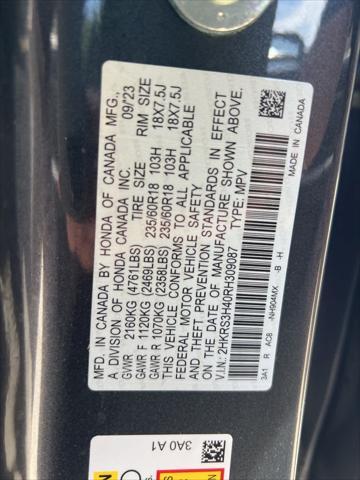 MFD. IN CANADA BY HONDA OF CANADA MFG.,
A DIVISION OF HONDA CANADA INC. 09/'23
TIRE SIZE RIM SIZE
GVWR 2160KG (4761LBS)
GAWR F 1120KG (2469LBS) 235/60R18 103H 18X7.5J
GAWR R 1070KG (2358LBS) 235/60R18 103H 18X7.5J
THIS VEHICLE CONFORMS TO ALL APPLICABLE
FEDERAL MOTOR VEHICLE SAFETY
AND THEFT PREVENTION STANDARDS IN EFFECT
ON THE DATE OF MANUFACTURE SHOWN ABOVE.
V.I.N.: 2HKRS3H40RH309087 TYPE: MPV
3A1 R AC8 -NH904MX -B -H
MADE IN CANADA
3A0 A1